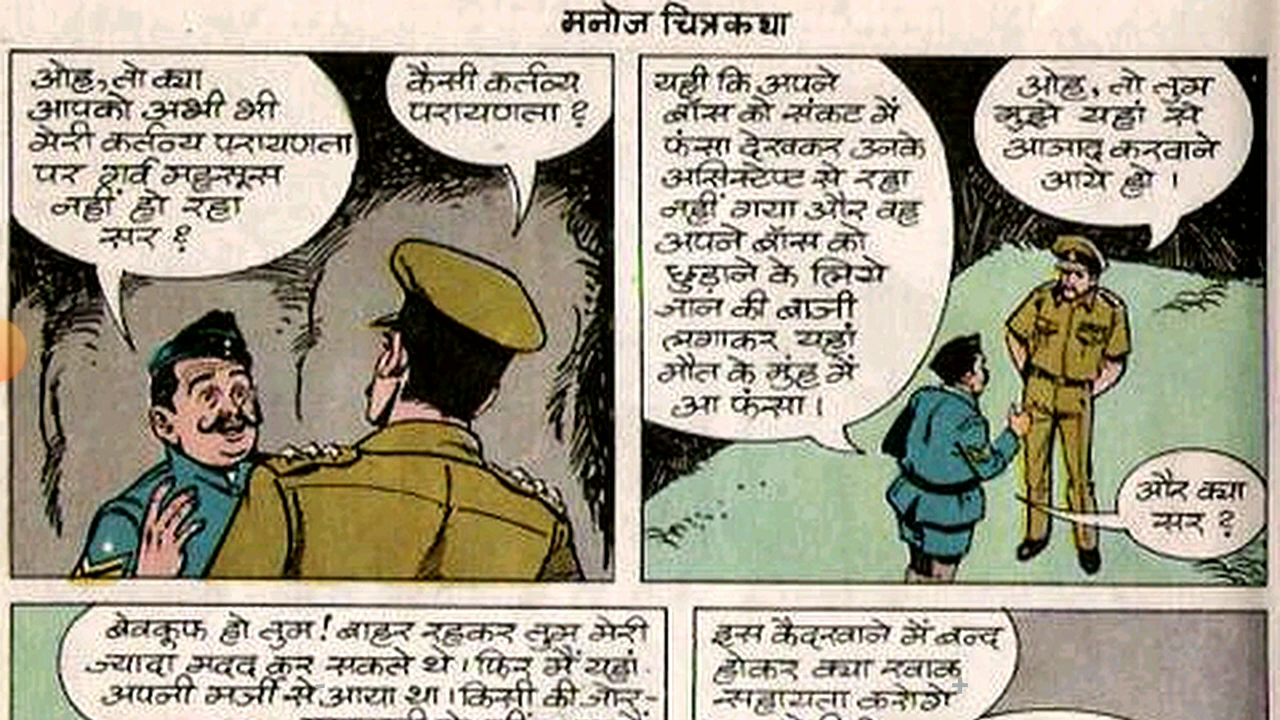 मनोज चित्रकथा
ओह, तो क्या
आपको अभी भी
मेरी कर्तव्य परायणता
पर गर्व महसूस
नहीं हो रहा
सर ?
कैसी कर्तव्य
परायणता ?
यही कि अपने
बॉस को संकट में
फंसा देखकर उनके
असिस्टेण्ट से रहा
नहीं गया और वह
अपने बॉस को
छुड़ाने के लिये
जान की बाजी
लगाकर यहां
मौत के मुंह में
आ फंसा ।
ओह, तो तुम
मुझे यहां से
आजाद करवाने
आये हो ।
और क्या
सर ?
बेवकूफ हो तुम! बाहर रहकर तुम मेरी
ज्यादा मदद कर सकते थे । फिर मैं यहां
अपनी मर्जी से आया था । किसी की जोर-
इस कैदखाने में बन्द
होकर क्या खाक
सहायता करोगे